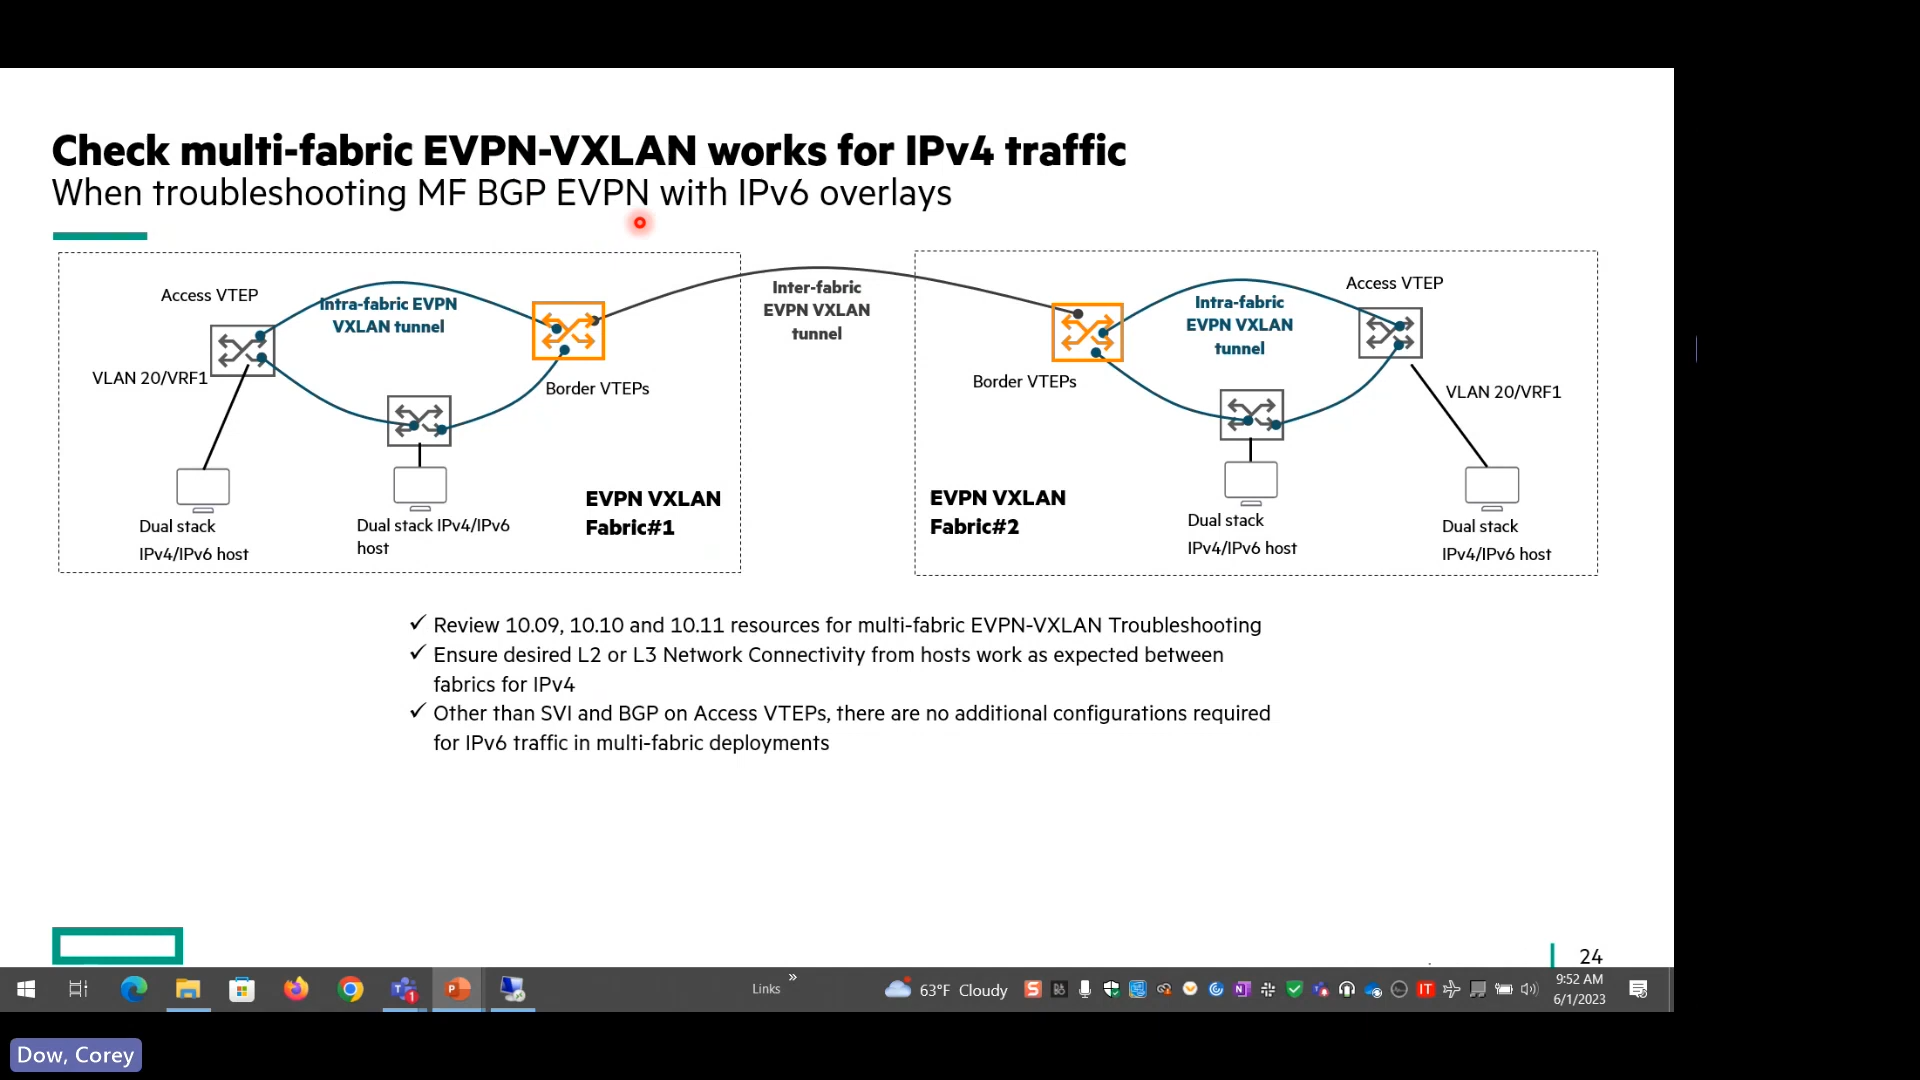 Check multi-fabric EVPN-VXLAN works for IPv4 traffic
When troubleshooting MF BGP EVPN with IPv6 overlays
Access VTEP
Intra-fabric EVPN
VXLAN tunnel
VLAN 20/VRF1
Border VTEPs
Dual stack
IPv4/IPv6 host
Dual stack IPv4/IPv6
host
EVPN VXLAN
Fabric#1
Inter-fabric
EVPN VXLAN
tunnel
Access VTEP
Intra-fabric
EVPN VXLAN
tunnel
Border VTEPs
VLAN 20/VRF1
EVPN VXLAN
Fabric#2
Dual stack
IPv4/IPv6 host
Dual stack
IPv4/IPv6 host
✓ Review 10.09, 10.10 and 10.11 resources for multi-fabric EVPN-VXLAN Troubleshooting
✓ Ensure desired L2 or L3 Network Connectivity from hosts work as expected between
fabrics for IPv4
✓ Other than SVI and BGP on Access VTEPs, there are no additional configurations required
for IPv6 traffic in multi-fabric deployments
24
Links
63°F Cloudy
9:52 AM
6/1/2023
Dow, Corey